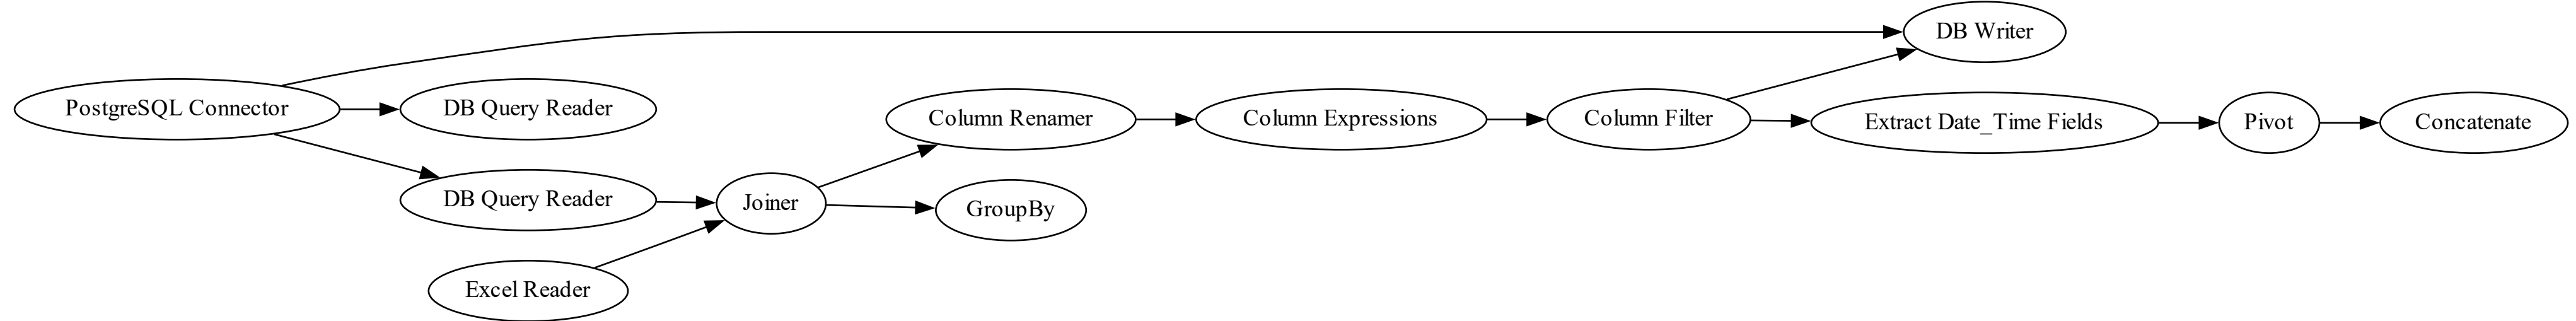 DB Writer
PostgreSQL Connector
DB Query Reader
Column Renamer
Column Expressions
Column Filter
Extract Date_Time Fields
Pivot
Concatenate
DB Query Reader
Joiner
GroupBy
Excel Reader